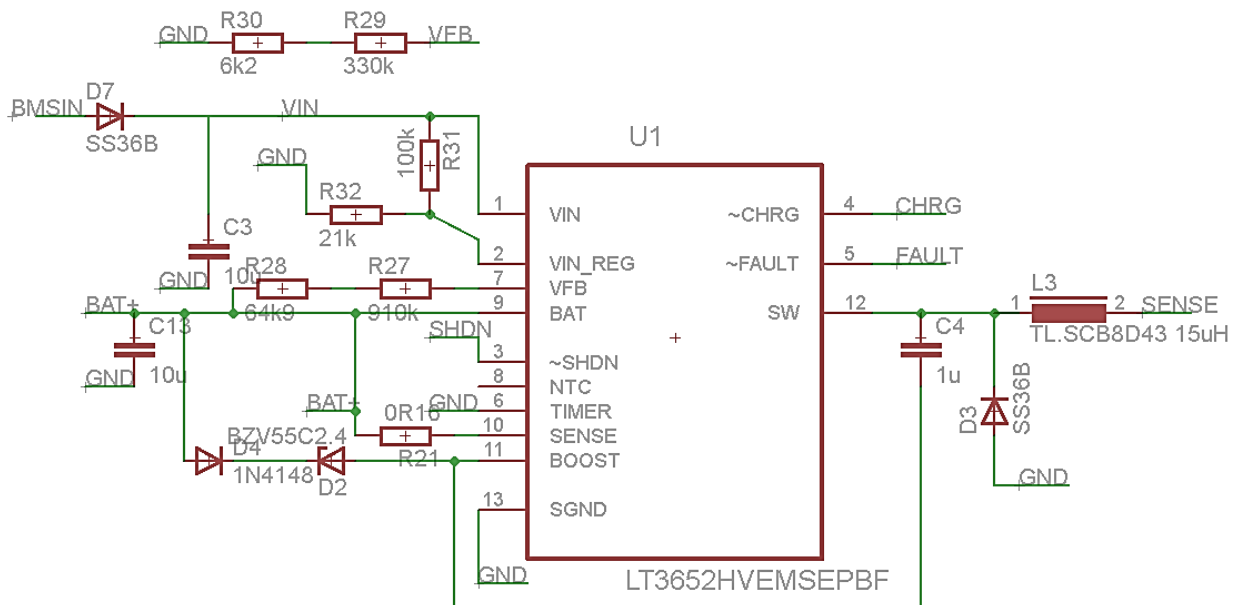 R30 R29
GND VFB
6k2 330k
D7
BMSIN VIN
SS36B
100k R31
U1
GND
R32
21k
1 VIN ~CHRG 4 CHRG
C3
2 VIN_REG ~FAULT 5 FAULT
GND 10u R28 R27
7 VFB
64k9 910k
BAT+ 9 BAT SW 12
L3
1 2 SENSE
TL.SCB8D43 15uH
C13
10u
GND
SHDN
3 ~SHDN
C4
1u
8 NTC
D3 SS36B
BAT+ GND 6 TIMER
0R16
10 SENSE
R21
BZV55C2.4
D4
1N4148
D2
11 BOOST
GND
13 SGND
GND
LT3652HVEMSEPBF